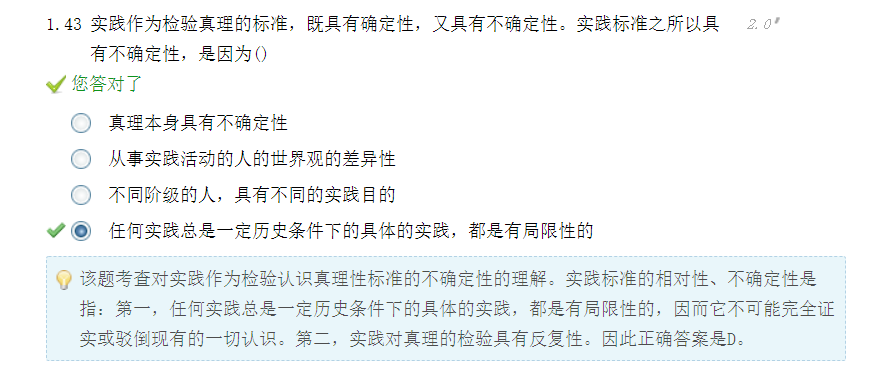 1.43 实践作为检验真理的标准，既具有确定性，又具有不确定性。实践标准之所以具 2.0
有不确定性，是因为()
您答对了
真理本身具有不确定性
从事实践活动的人的世界观的差异性
不同阶级的人，具有不同的实践目的
任何实践总是一定历史条件下的具体的实践，都是有局限性的
该题考查对实践作为检验认识真理性标准的不确定性的理解。实践标准的相对性、不确定性是
指：第一，任何实践总是一定历史条件下的具体的实践，都是有局限性的，因而它不可能完全证
实或驳倒现有的一切认识。第二，实践对真理的检验具有反复性。因此正确答案是D。